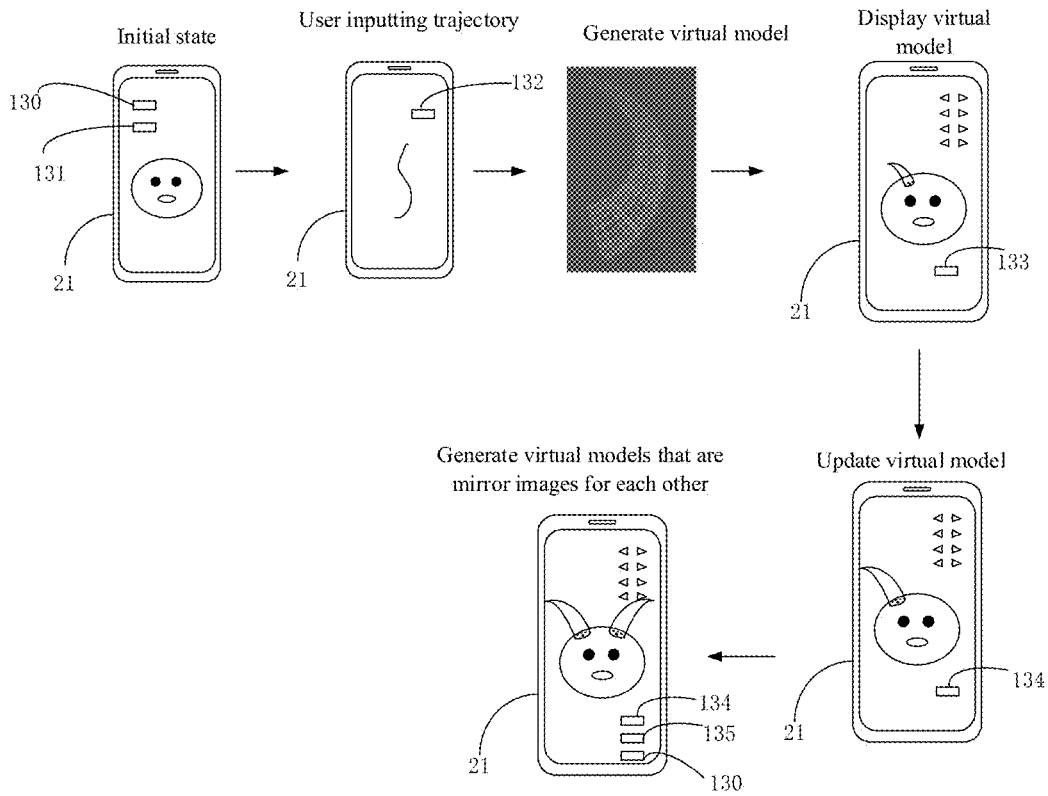 Initial state
130
131
21
User inputting trajectory
132
21
Generate virtual model
Display virtual
model
133
21
Update virtual model
134
21
Generate virtual models that are
mirror images for each other
134
135
130
21